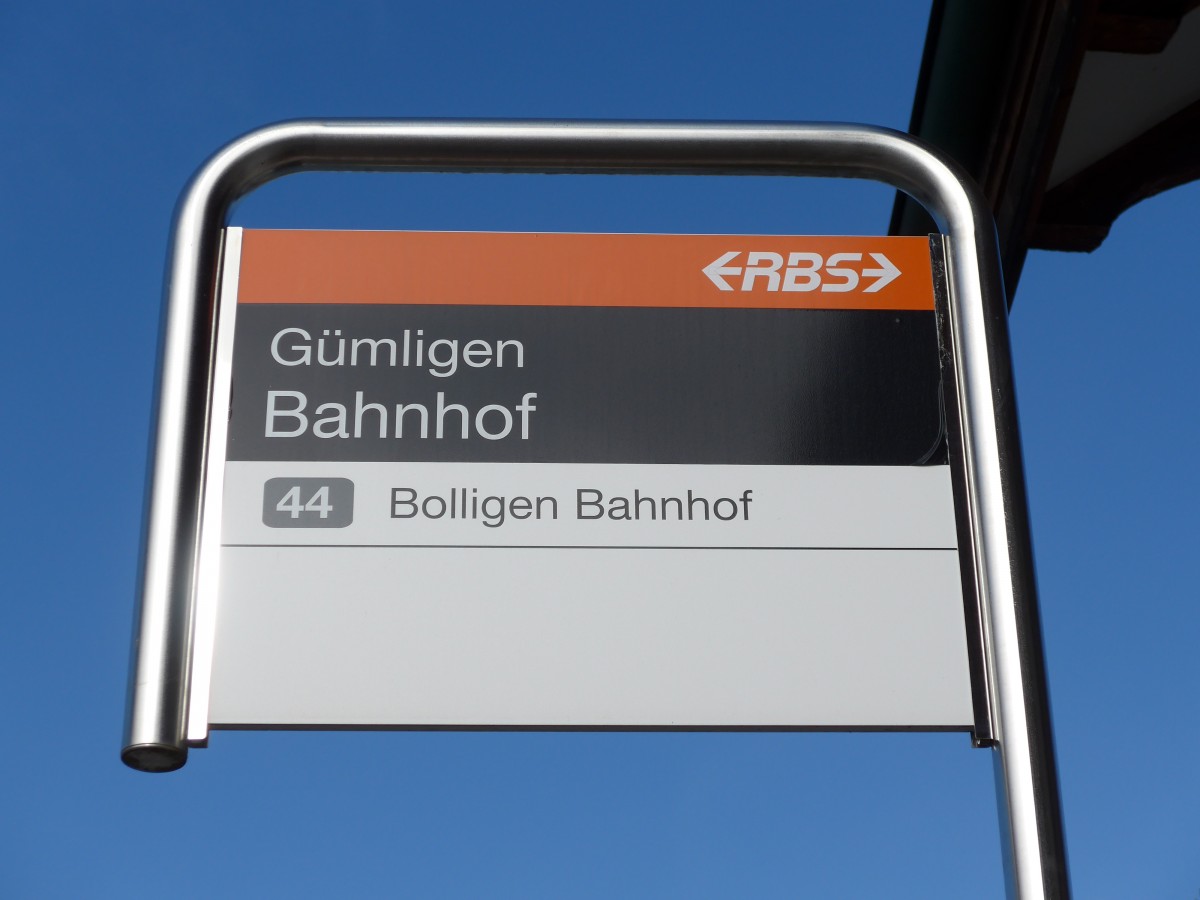 RBS
Gümligen
Bahnhof
44 Bolligen Bahnhof